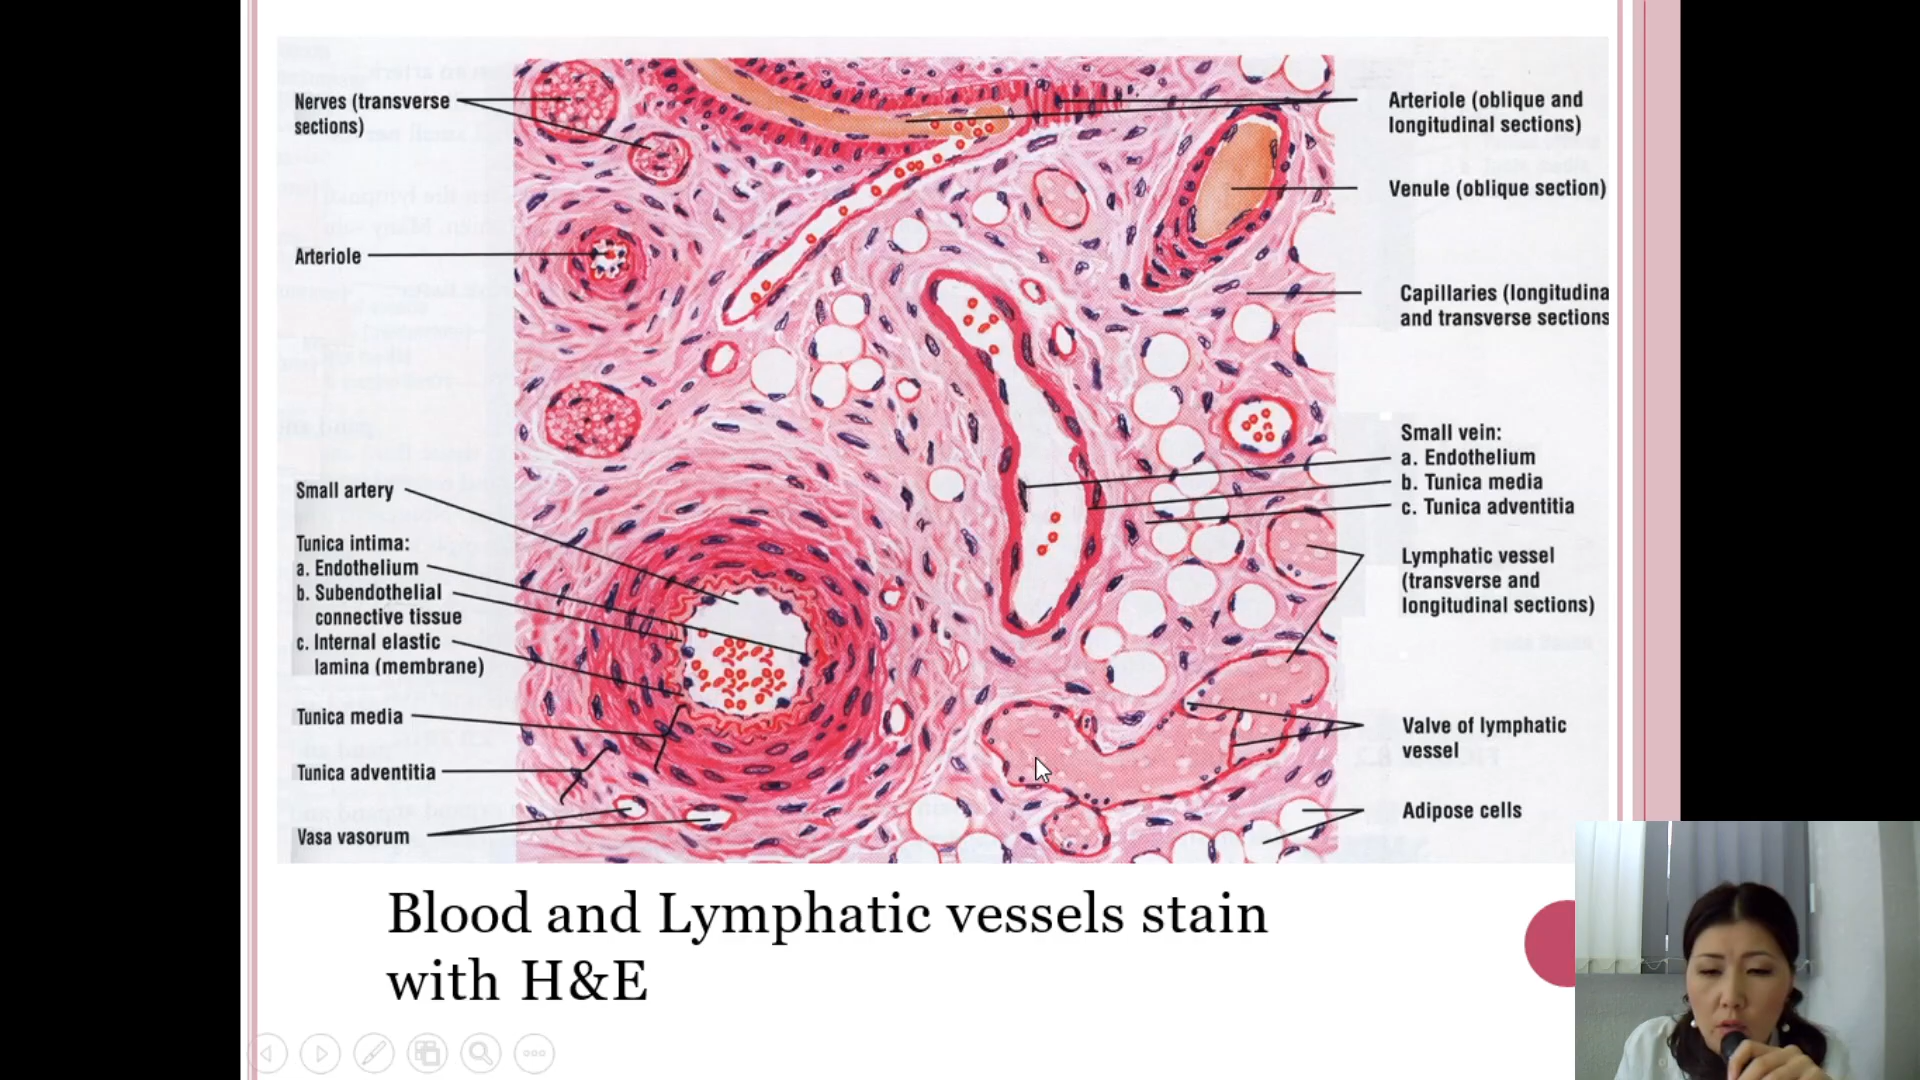 Nerves (transverse
sections)
Arteriole
Small artery
Tunica intima:
a. Endothelium
b. Subendothelial
connective tissue
c. Internal elastic
lamina (membrane)
Tunica media
Tunica adventitia
Vasa vasorum
Arteriole (oblique and
longitudinal sections)
Venule (oblique section)
Capillaries (longitudina
and transverse sections
Small vein:
a. Endothelium
b. Tunica media
c. Tunica adventitia
Lymphatic vessel
(transverse and
longitudinal sections)
Valve of lymphatic
vessel
Adipose cells
Blood and Lymphatic vessels stain
with H&E